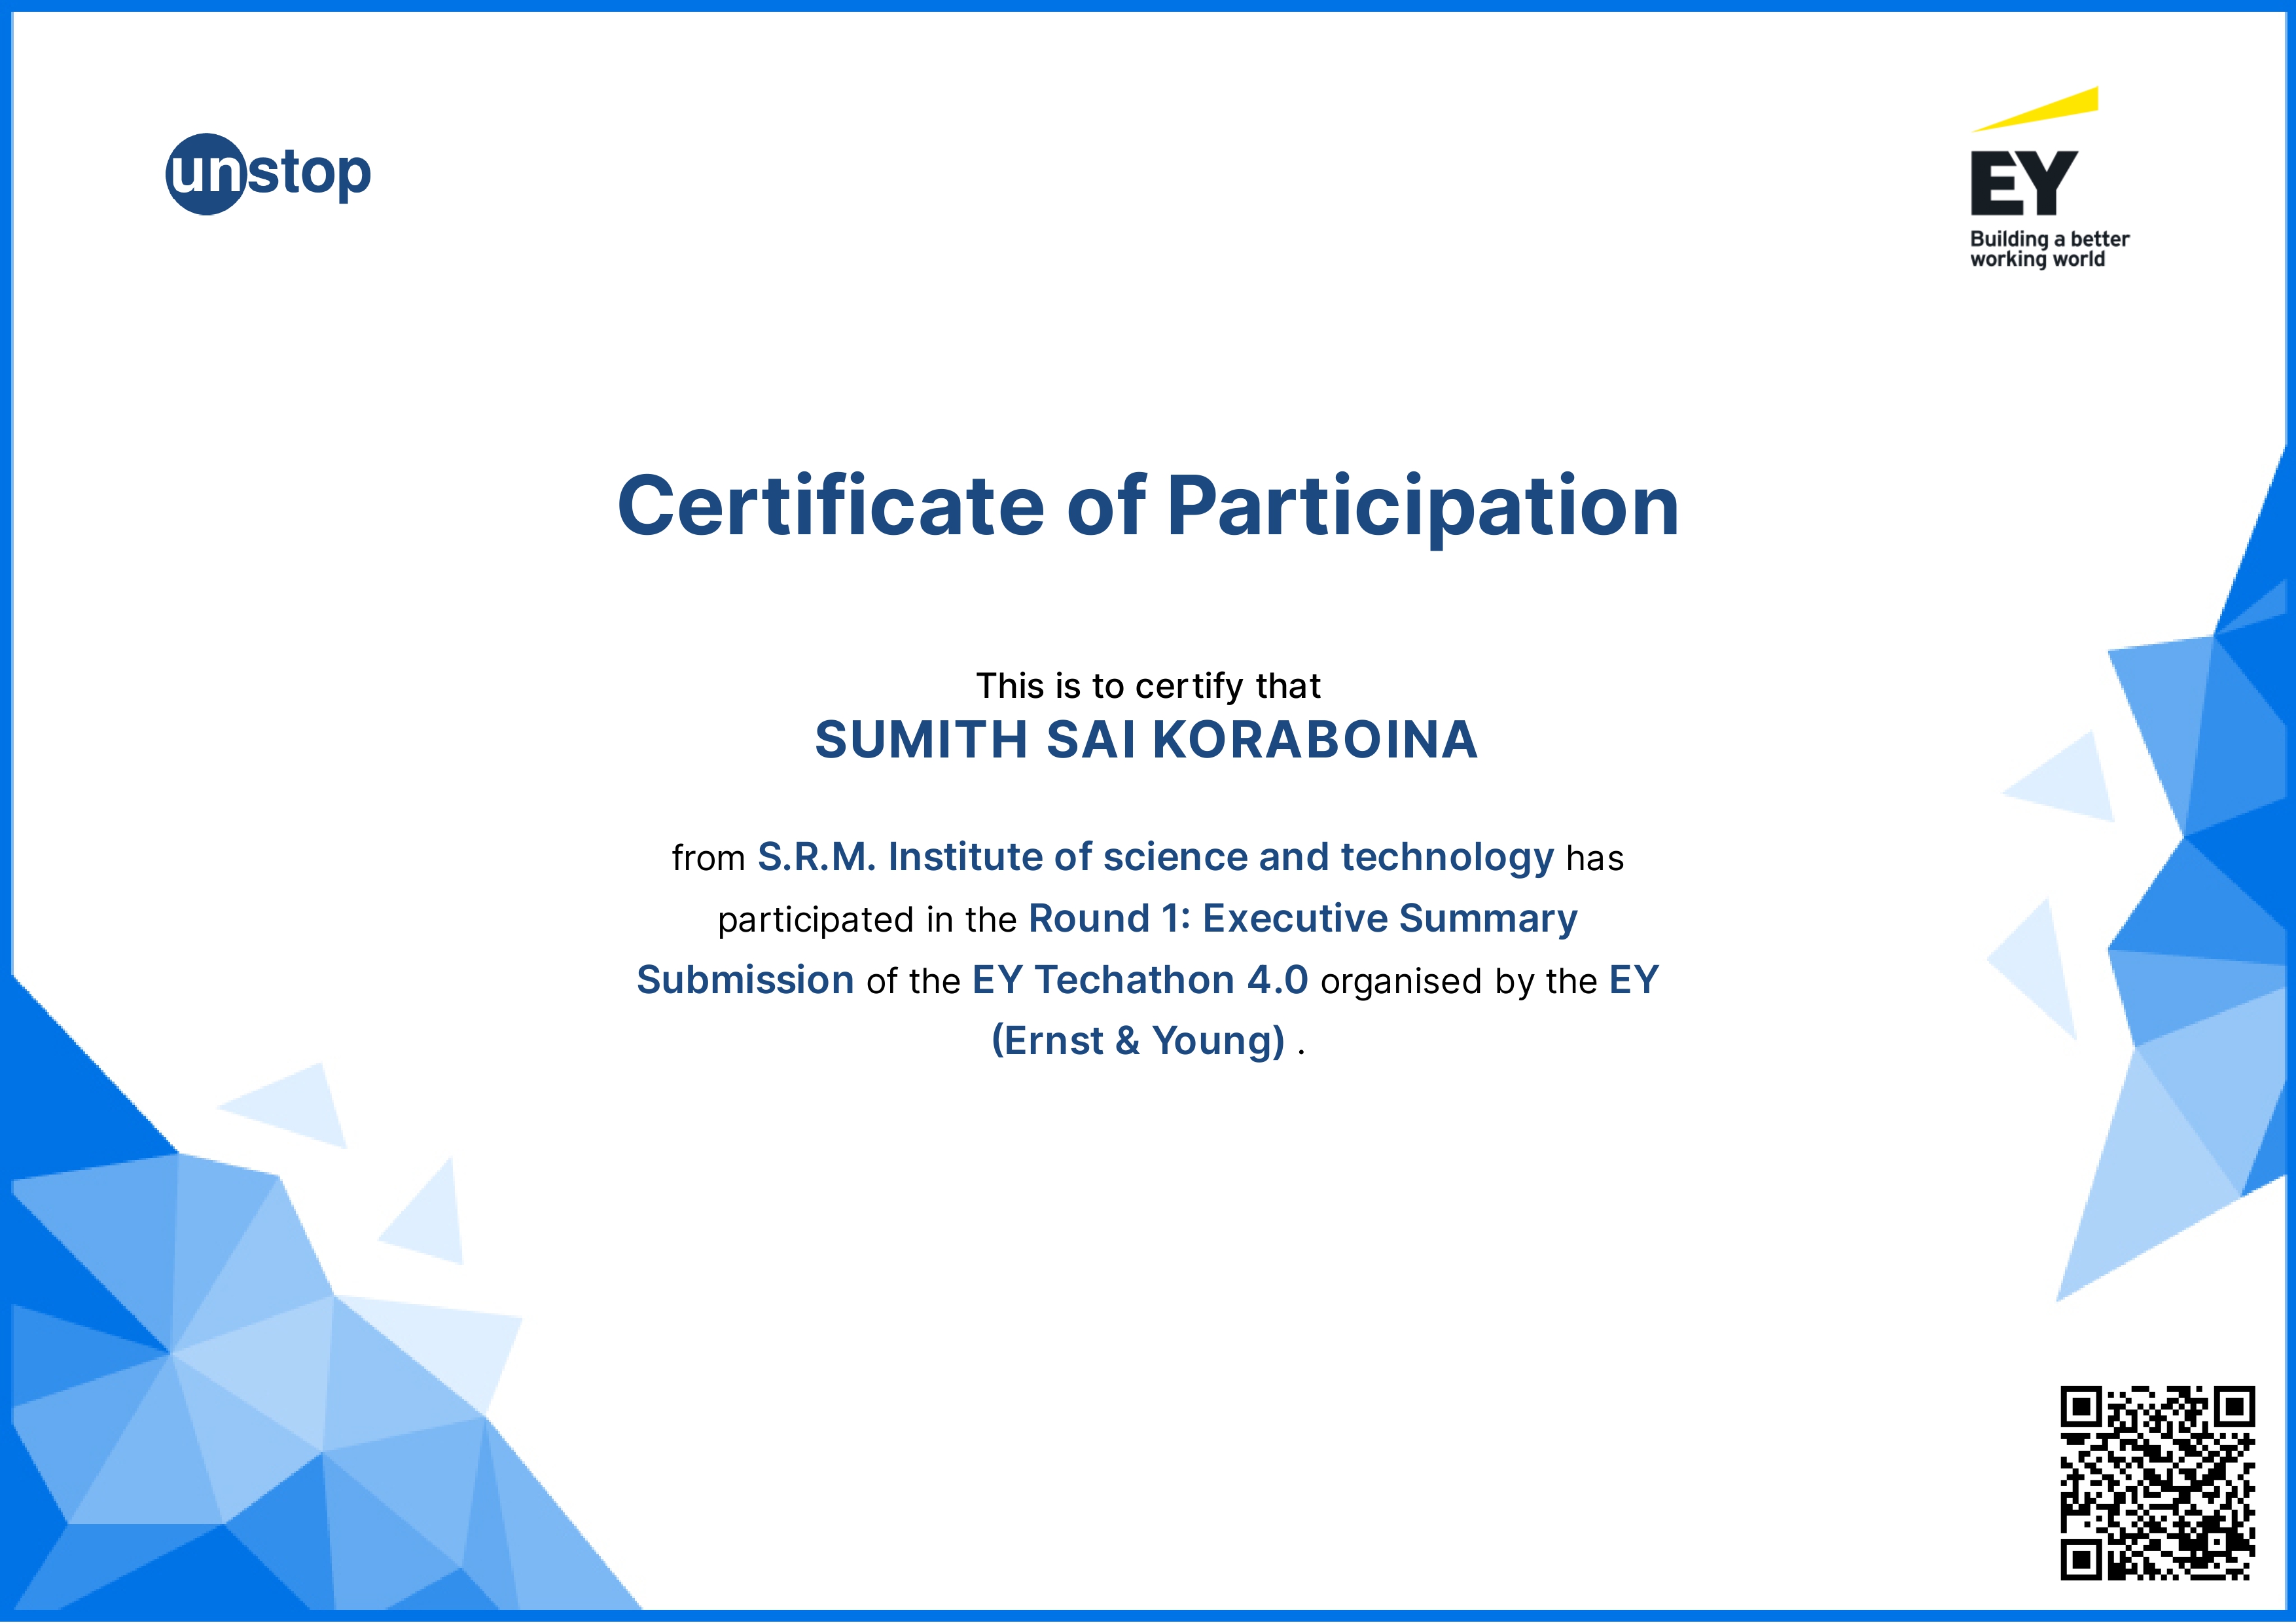 unstop
EY
Building a better
working world
Certificate of Participation
This is to certify that
SUMITH SAI KORABOINA
from S.R.M. Institute of science and technology has
participated in the Round 1: Executive Summary
Submission of the EY Techathon 4.0 organised by the EY
(Ernst & Young) .